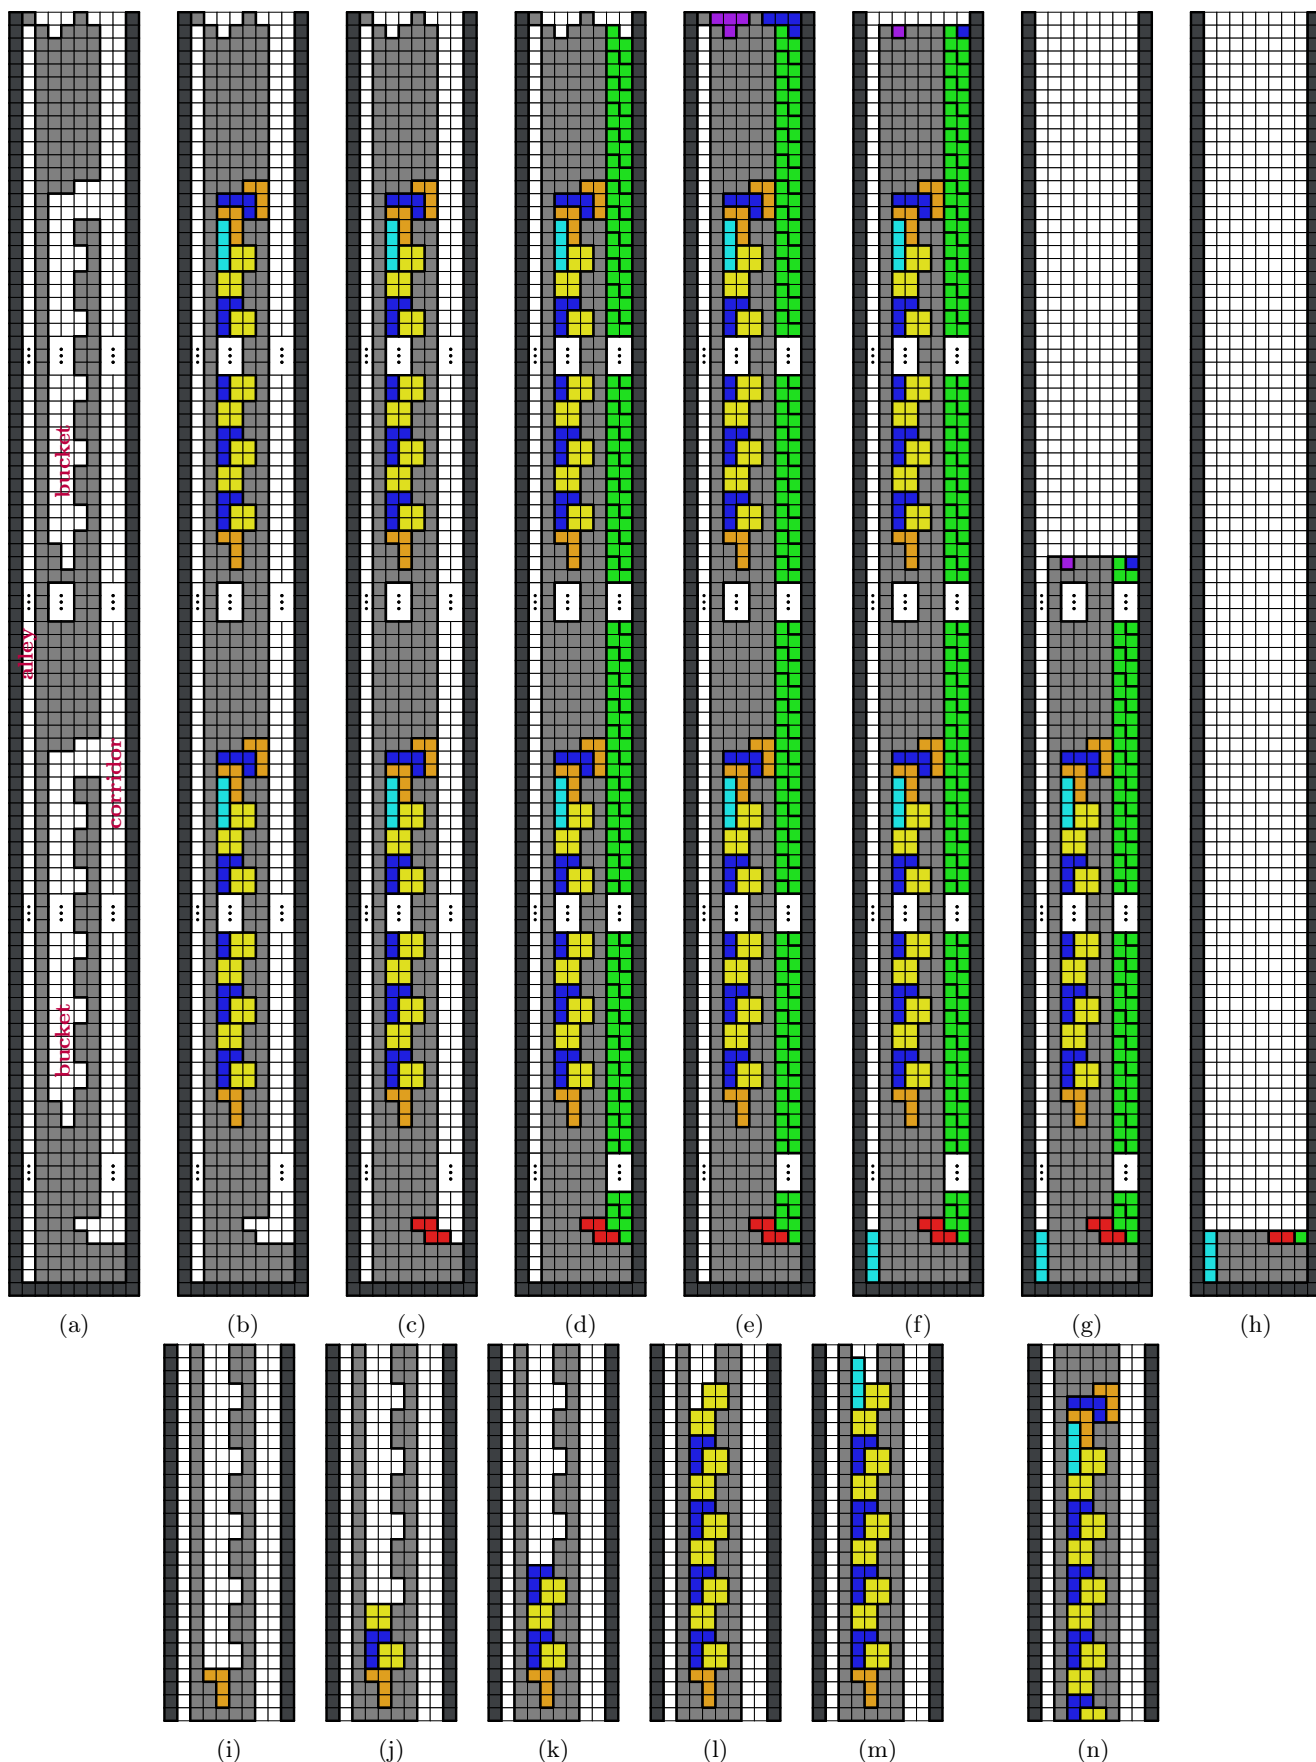 bucket
alley
corridor
bucket
(a) (b) (c) (d) (e) (f) (g) (h)
(i) (j) (k) (l) (m) (n)